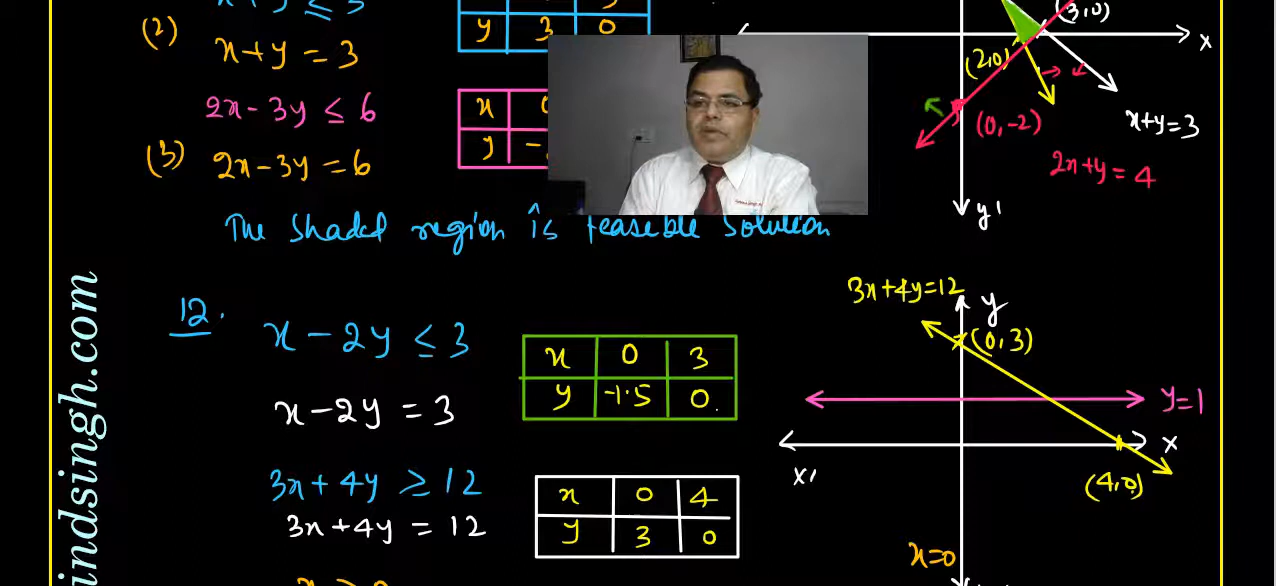 (2)
x+y = 3
y 3 0
2x-3y ≤ 6
(3) 2x-3y = 6
x
y
The shaded region is feasible solution
(3,0)
x
(2,0)
(0,-2)
x+y=3
2x+y = 4
y'
12. x - 2y ≤ 3
x 0 3
y -1.5 0
x-2y = 3
3x+4y ≥ 12
3x+4y = 12
x 0 4
y 3 0
3x+4y=12
y
(0,3)
y=1
x
x'
(4,0)
x=0
indsingh.com